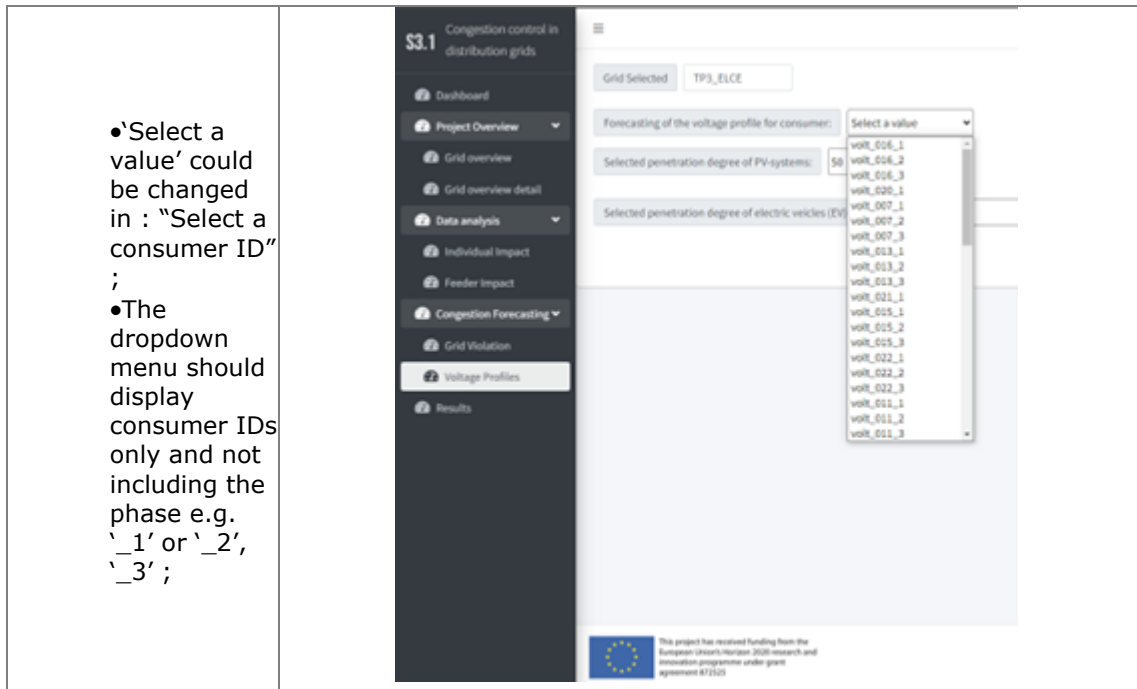 •‘Select a
value’ could
be changed
in : “Select a
consumer ID”
;
•The
dropdown
menu should
display
consumer IDs
only and not
including the
phase e.g.
‘_1’ or ‘_2’,
‘_3’ ;
S3.1
Congestion control in
distribution grids
Dashboard
Project Overview
Grid overview
Grid overview detail
Data analysis
Individual Impact
Feeder Impact
Congestion Forecasting
Grid Violation
Voltage Profiles
Results
Grid Selected TP3_ELCE
Forecasting of the voltage profile for consumer: Select a value
Selected penetration degree of PV-systems: 50
Selected penetration degree of electric veicles (EV)
volt_016_1
volt_016_2
volt_016_3
volt_020_1
volt_007_1
volt_007_2
volt_007_3
volt_013_1
volt_013_2
volt_013_3
volt_021_1
volt_015_1
volt_015_2
volt_015_3
volt_022_1
volt_022_2
volt_022_3
volt_011_1
volt_011_2
volt_011_3
This project has received funding from the
European Union's Horizon 2020 research and
innovation programme under grant
agreement 872525